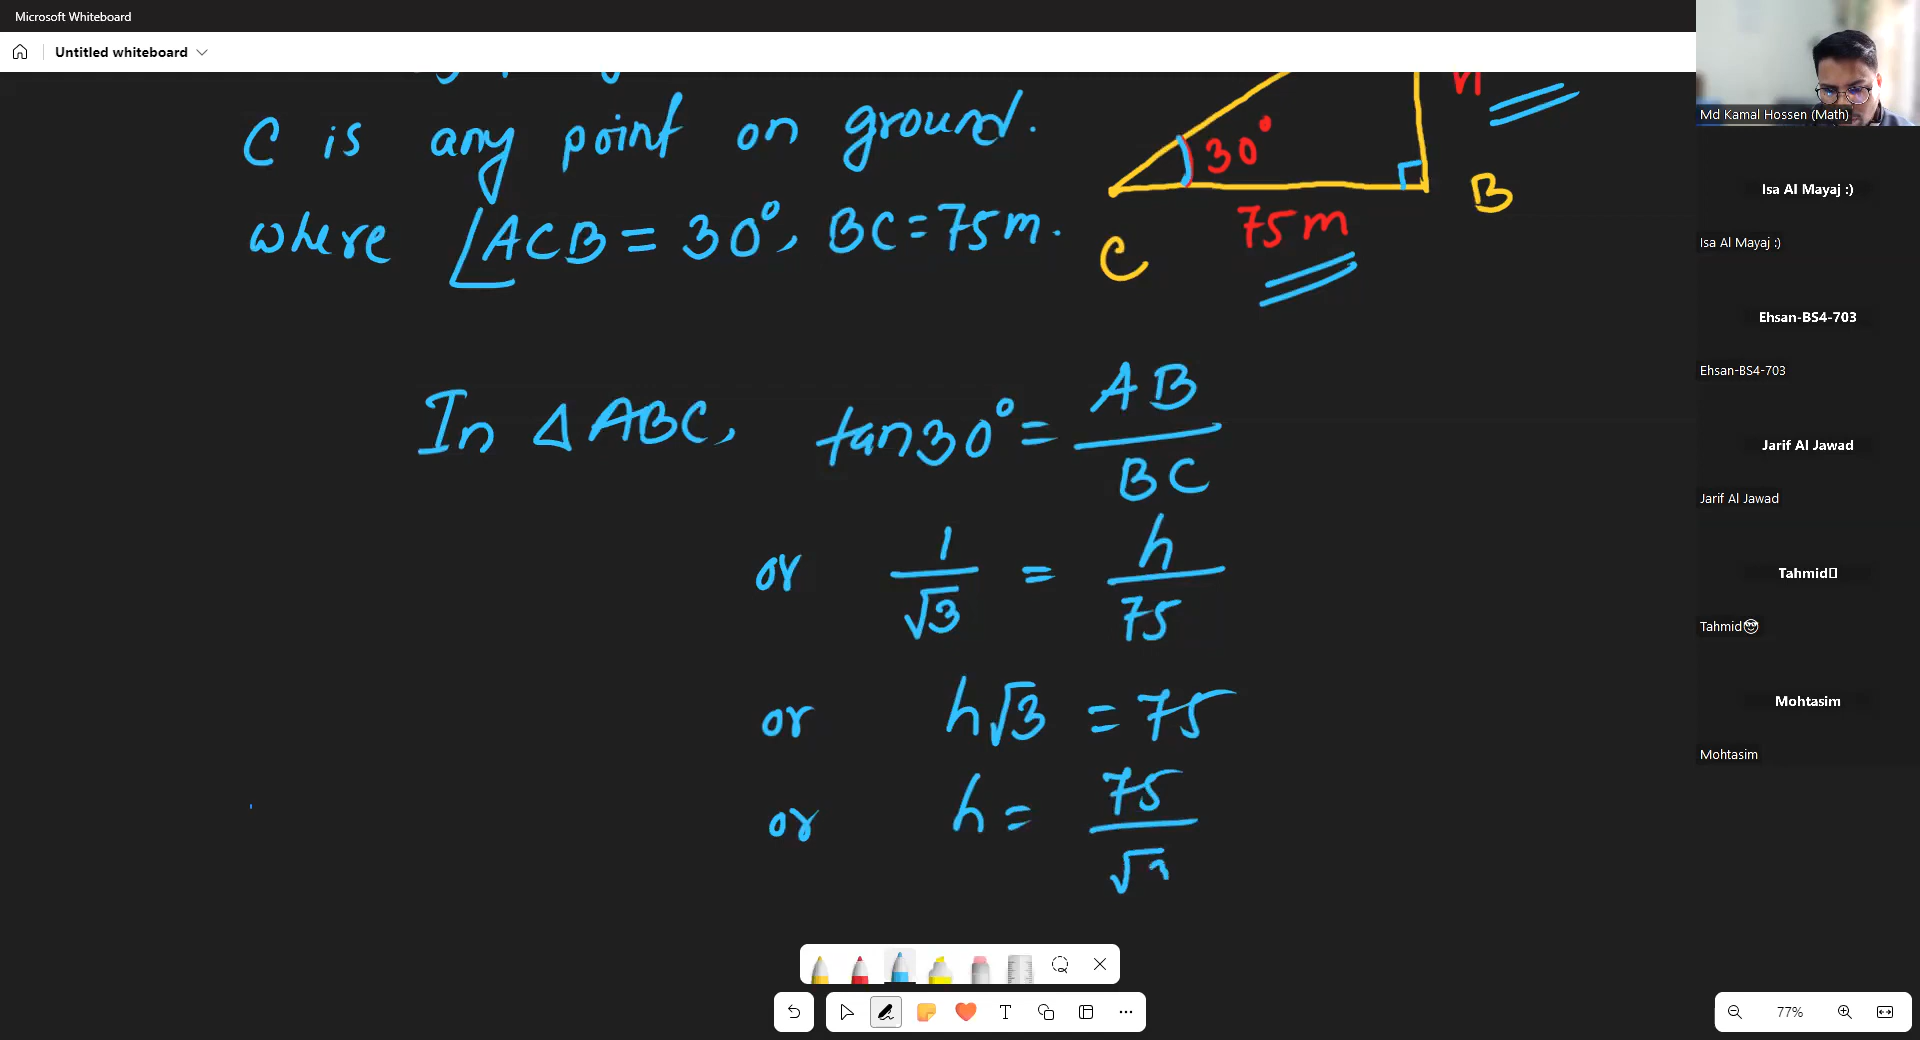 Microsoft Whiteboard
Untitled whiteboard
C is any point on ground.
where ∠ACB = 30°, BC = 75m.
h
30°
B
75m
C
In △ABC, tan30° = AB/BC
or 1/√3 = h/75
or h√3 = 75
or h = 75/√3
Md Kamal Hossen (Math)
Isa Al Mayaj :)
Isa Al Mayaj :)
Ehsan-BS4-703
Ehsan-BS4-703
Jarif Al Jawad
Jarif Al Jawad
Tahmid
Tahmid😎
Mohtasim
Mohtasim
77%